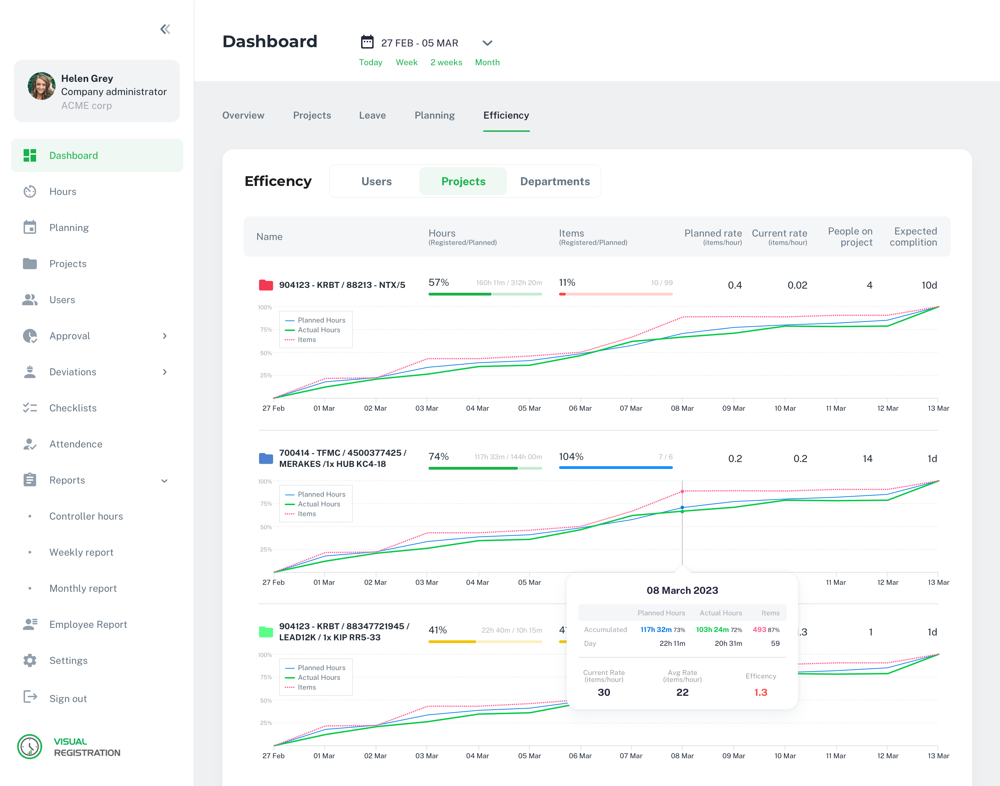 Helen Grey
Company administrator
ACME corp
Dashboard
Hours
Planning
Projects
Users
Approval
Deviations
Checklists
Attendence
Reports
Controller hours
Weekly report
Monthly report
Employee Report
Settings
Sign out
VISUAL
REGISTRATION
Dashboard
27 FEB - 05 MAR
Today Week 2 weeks Month
Overview Projects Leave Planning Efficiency
Efficency Users Projects Departments
Name
Hours
(Registered/Planned)
Items
(Registered/Planned)
Planned rate
(items/hour)
Current rate
(items/hour)
People on
project
Expected
complition
904123 - KRBT / 88213 - NTX/5
57% 160h 11m / 312h 20m
11% 10 / 99
0.4 0.02 4 10d
100%
75%
50%
25%
Planned Hours
Actual Hours
Items
27 Feb 01 Mar 02 Mar 03 Mar 04 Mar 05 Mar 06 Mar 07 Mar 08 Mar 09 Mar 10 Mar 11 Mar 12 Mar 13 Mar
700414 - TFMC / 4500377425 /
MERAKES /1x HUB KC4-18
74% 117h 33m / 144h 00m
104% 7 / 6
0.2 0.2 14 1d
100%
75%
50%
25%
Planned Hours
Actual Hours
Items
27 Feb 01 Mar 02 Mar 03 Mar 04 Mar 05 Mar 11 Mar 12 Mar 13 Mar
08 March 2023
Planned Hours Actual Hours Items
Accumulated 117h 32m 73% 103h 24m 72% 493 87%
Day 22h 11m 20h 31m 59
Current Rate
(items/hour)
30
Avg Rate
(items/hour)
22
Efficency
1.3
904123 - KRBT / 88347721945 /
LEAD12K / 1x KIP RR5-33
41% 22h 40m / 10h 15m
1 1d
100%
75%
50%
25%
Planned Hours
Actual Hours
Items
27 Feb 01 Mar 02 Mar 03 Mar 04 Mar 05 Mar 06 Mar 07 Mar 08 Mar 09 Mar 10 Mar 11 Mar 12 Mar 13 Mar